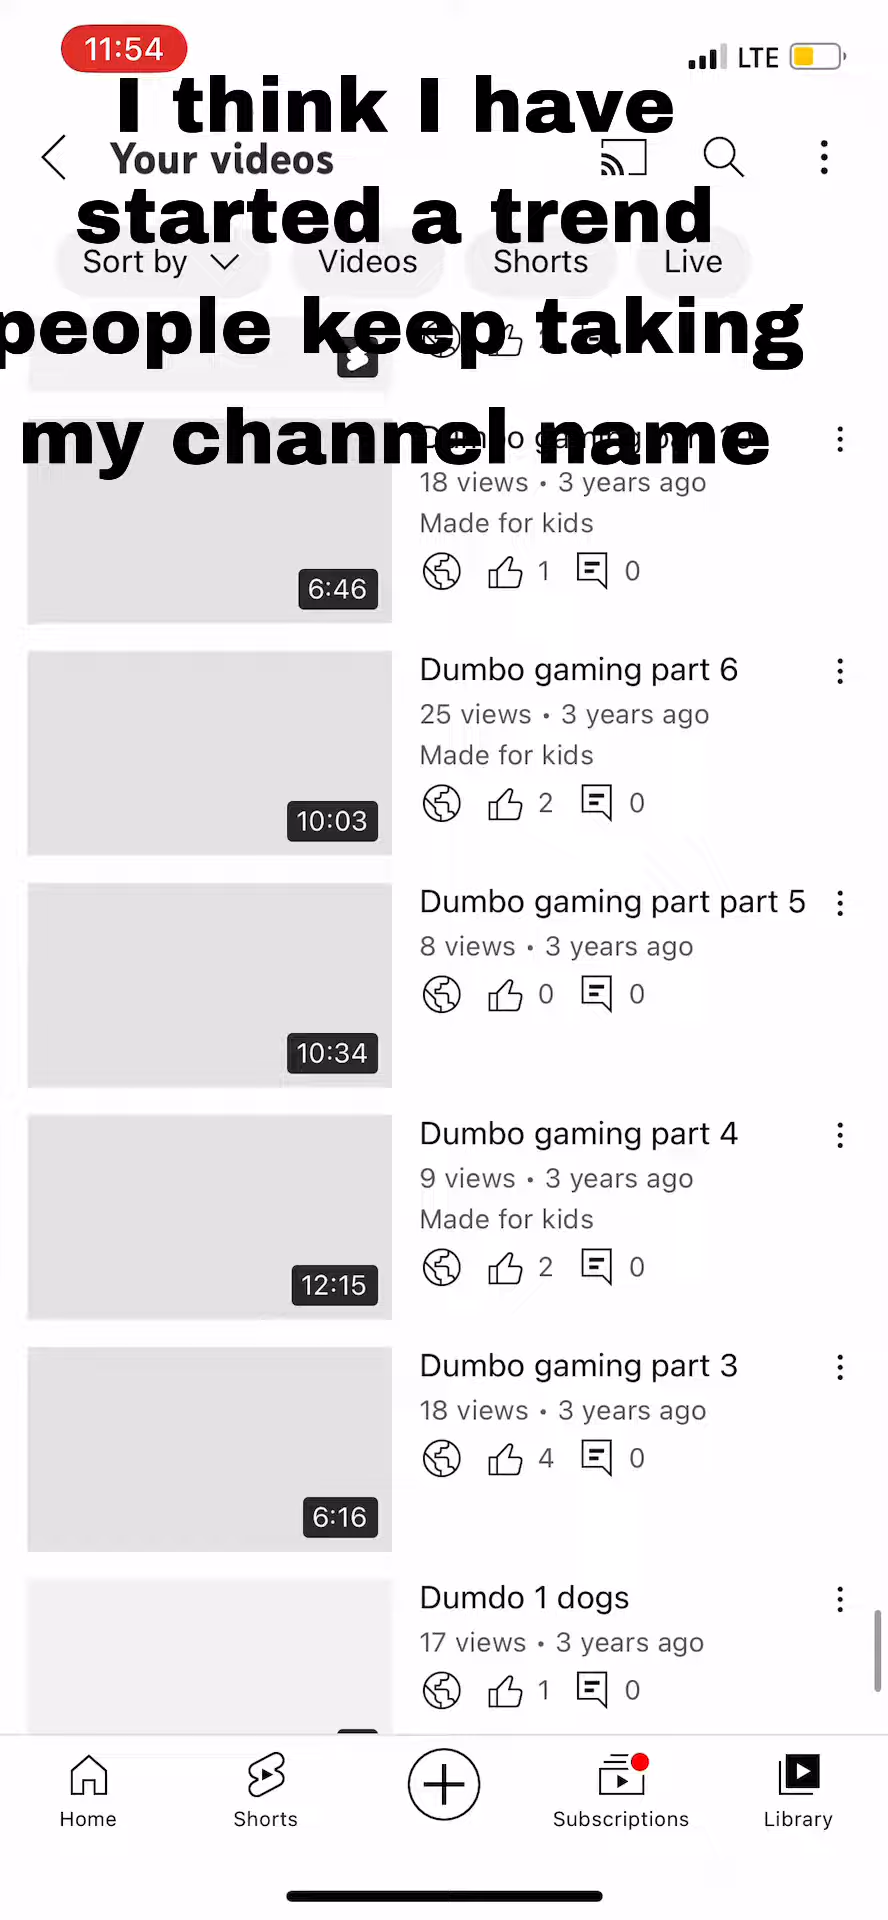 11:54
LTE
I think I have
Your videos
started a trend
Sort by
Videos
Shorts
Live
people keep taking
my channel name
Dumbo gaming part 10
18 views • 3 years ago
Made for kids
6:46
1
0
Dumbo gaming part 6
25 views • 3 years ago
Made for kids
10:03
2
0
Dumbo gaming part part 5
8 views • 3 years ago
0
0
10:34
Dumbo gaming part 4
9 views • 3 years ago
Made for kids
12:15
2
0
Dumbo gaming part 3
18 views • 3 years ago
4
0
6:16
Dumdo 1 dogs
17 views • 3 years ago
1
0
Home
Shorts
Subscriptions
Library